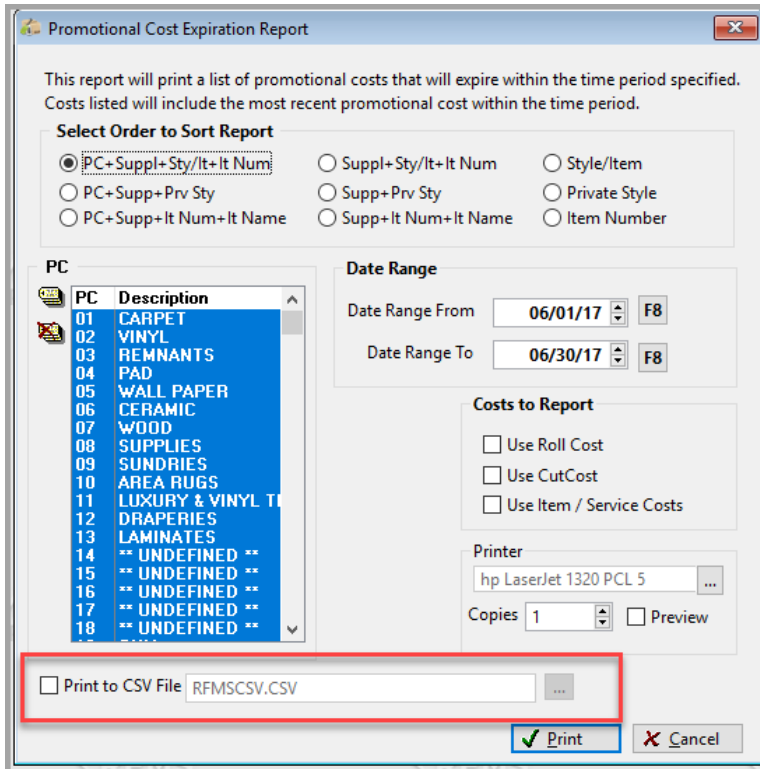 Promotional Cost Expiration Report
This report will print a list of promotional costs that will expire within the time period specified.
Costs listed will include the most recent promotional cost within the time period.
Select Order to Sort Report
PC+Suppl+Sty/It+It Num
Suppl+Sty/It+It Num
Style/Item
PC+Supp+Prv Sty
Supp+Prv Sty
Private Style
PC+Supp+It Num+It Name
Supp+It Num+It Name
Item Number
PC
PC Description
01 CARPET
02 VINYL
03 REMNANTS
04 PAD
05 WALL PAPER
06 CERAMIC
07 WOOD
08 SUPPLIES
09 SUNDRIES
10 AREA RUGS
11 LUXURY & VINYL TI
12 DRAPERIES
13 LAMINATES
14 ** UNDEFINED **
15 ** UNDEFINED **
16 ** UNDEFINED **
17 ** UNDEFINED **
18 ** UNDEFINED **
Date Range
Date Range From 06/01/17 F8
Date Range To 06/30/17 F8
Costs to Report
Use Roll Cost
Use CutCost
Use Item / Service Costs
Printer
hp LaserJet 1320 PCL 5 ...
Copies 1 Preview
Print to CSV File RFMSCSV.CSV ...
Print Cancel